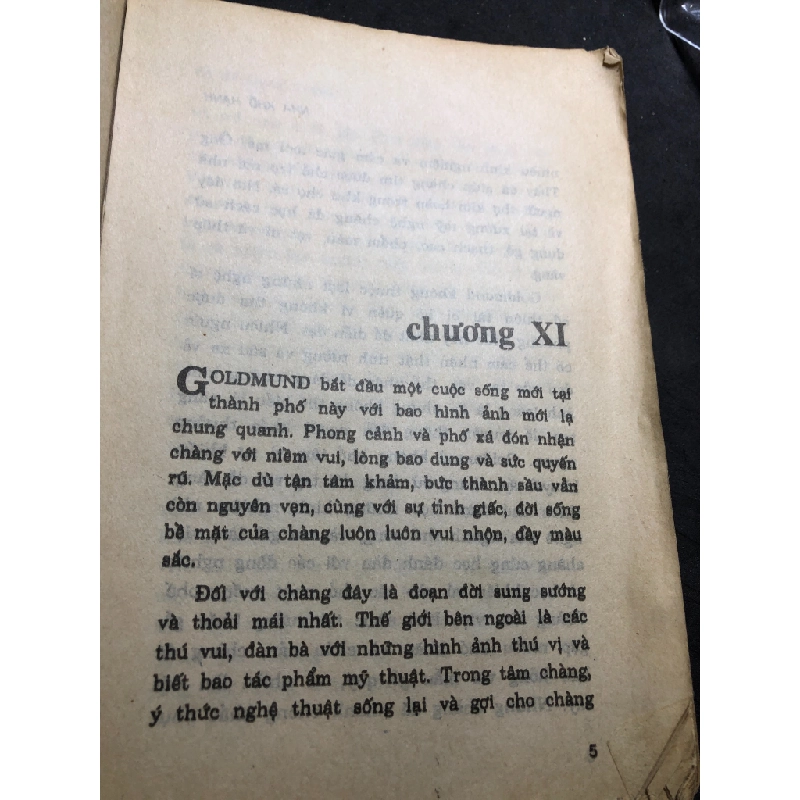 chương XI
GOLDMUND bắt đầu một cuộc sống mới tại
thành phố này với bao hình ảnh mới lạ
chung quanh. Phong cảnh và phố xá đón nhận
chàng với niềm vui, lòng bao dung và sức quyến
rũ. Mặc dù tận tâm khảm, bức thành sầu vẫn
còn nguyên vẹn, cùng với sự tỉnh giấc, đời sống
bề mặt của chàng luôn luôn vui nhộn, đầy màu
sắc.
Đối với chàng đây là đoạn đời sung sướng
và thoải mái nhất. Thế giới bên ngoài là các
thú vui, đàn bà với những hình ảnh thú vị và
biết bao tác phẩm mỹ thuật. Trong tâm chàng,
ý thức nghệ thuật sống lại và gợi cho chàng
5